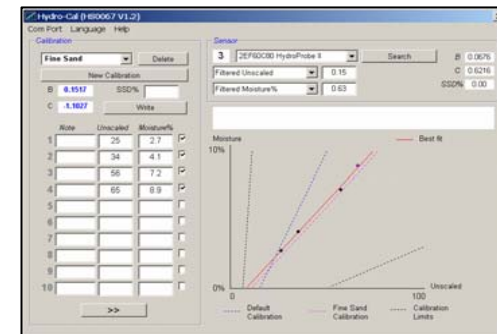 Hydro-Cal (HS0067 V1.2)
Com Port Language Help
Calibration
Fine Sand Delete
New Calibration
B 0.1517 SSD%
C -1.1027 Write
Note Unscaled Moisture%
1 25 2.7
2 34 4.1
3 56 7.2
4 65 8.9
5
6
7
8
9
10
>>
Sensor
3 2EF60C80 HydroProbe II Search
Filtered Unscaled 0.15
Filtered Moisture% 0.63
B 0.0676
C 0.6216
SSD% 0.00
Moisture
Best fit
10%
0%
0 100
Unscaled
Default Calibration
Fine Sand Calibration
Calibration Limits